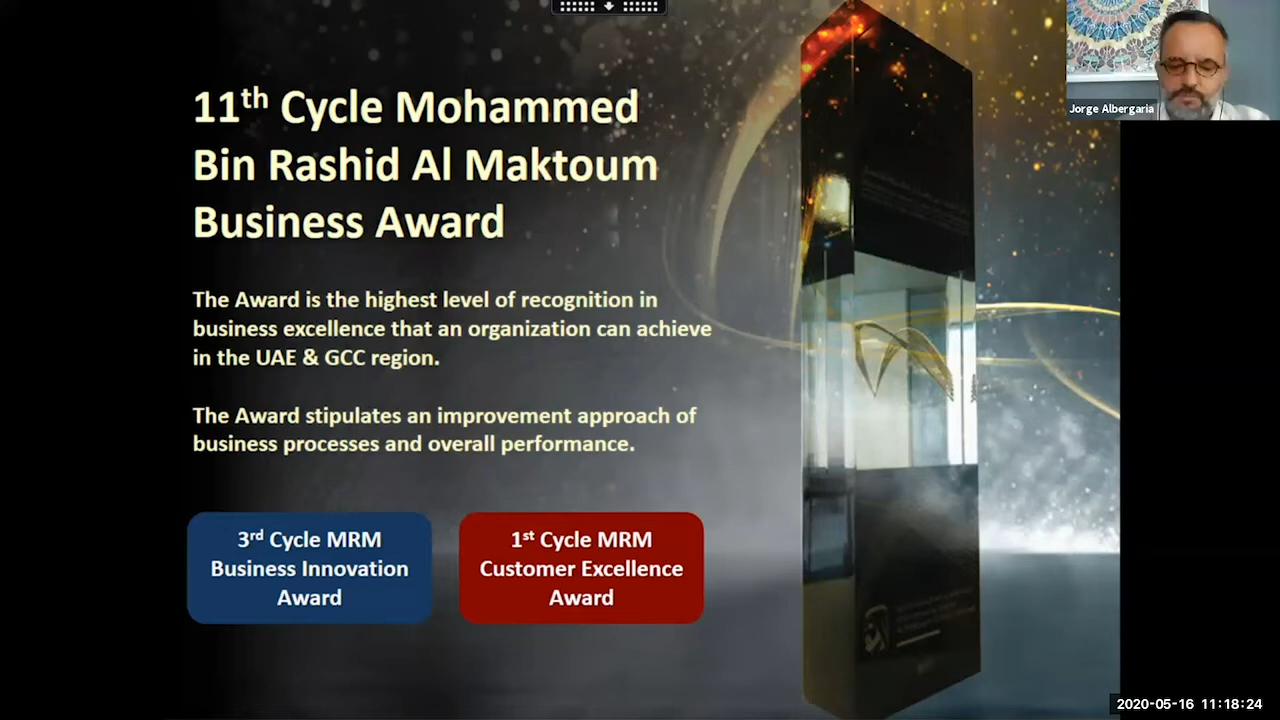 11th Cycle Mohammed
Bin Rashid Al Maktoum
Business Award
The Award is the highest level of recognition in
business excellence that an organization can achieve
in the UAE & GCC region.
The Award stipulates an improvement approach of
business processes and overall performance.
3rd Cycle MRM
Business Innovation
Award
1st Cycle MRM
Customer Excellence
Award
Jorge Albergaria
2020-05-16 11:18:24